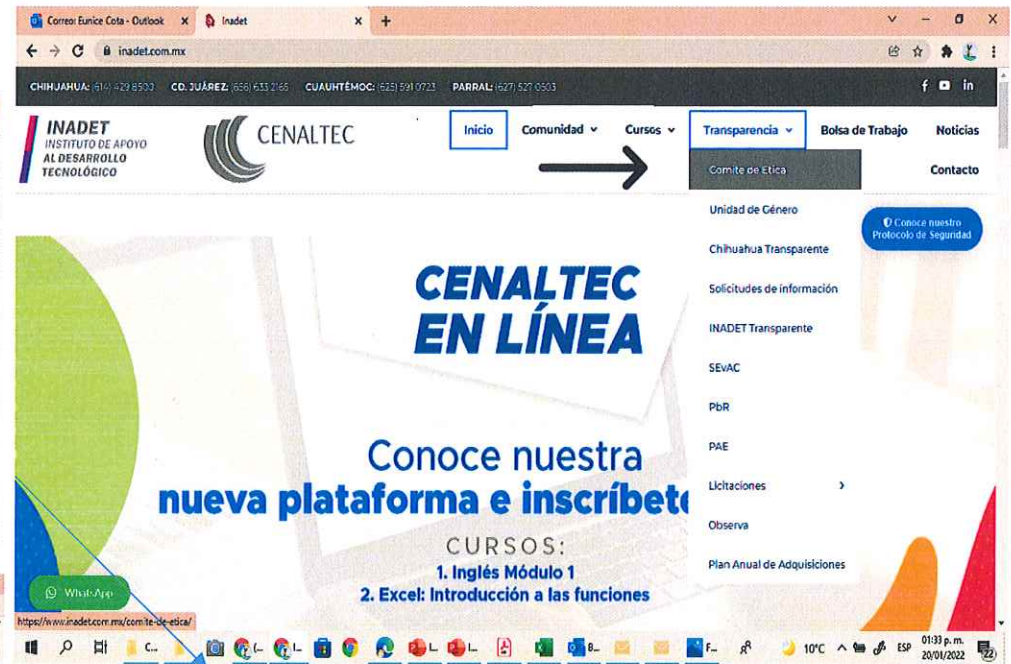 Correo: Eunice Cota - Outlook
Inadet
inadet.com.mx
CHIHUAHUA: (614) 429 8500 CD. JUÁREZ: (656) 633 2165 CUAUHTÉMOC: (625) 591 0723 PARRAL: (627) 527 0503
INADET
INSTITUTO DE APOYO
AL DESARROLLO
TECNOLÓGICO
CENALTEC
Inicio Comunidad Cursos Transparencia Bolsa de Trabajo Noticias
Contacto
Comite de Etica
Unidad de Género
Chihuahua Transparente
Solicitudes de información
INADET Transparente
SEvAC
PbR
PAE
Licitaciones
Observa
Plan Anual de Adquisiciones
Conoce nuestro
Protocolo de Seguridad
CENALTEC
EN LÍNEA
Conoce nuestra
nueva plataforma e inscríbete
CURSOS:
1. Inglés Módulo 1
2. Excel: Introducción a las funciones
WhatsApp
https://www.inadet.com.mx/comite-de-etica/
10°C ESP 01:33 p. m.
20/01/2022
22